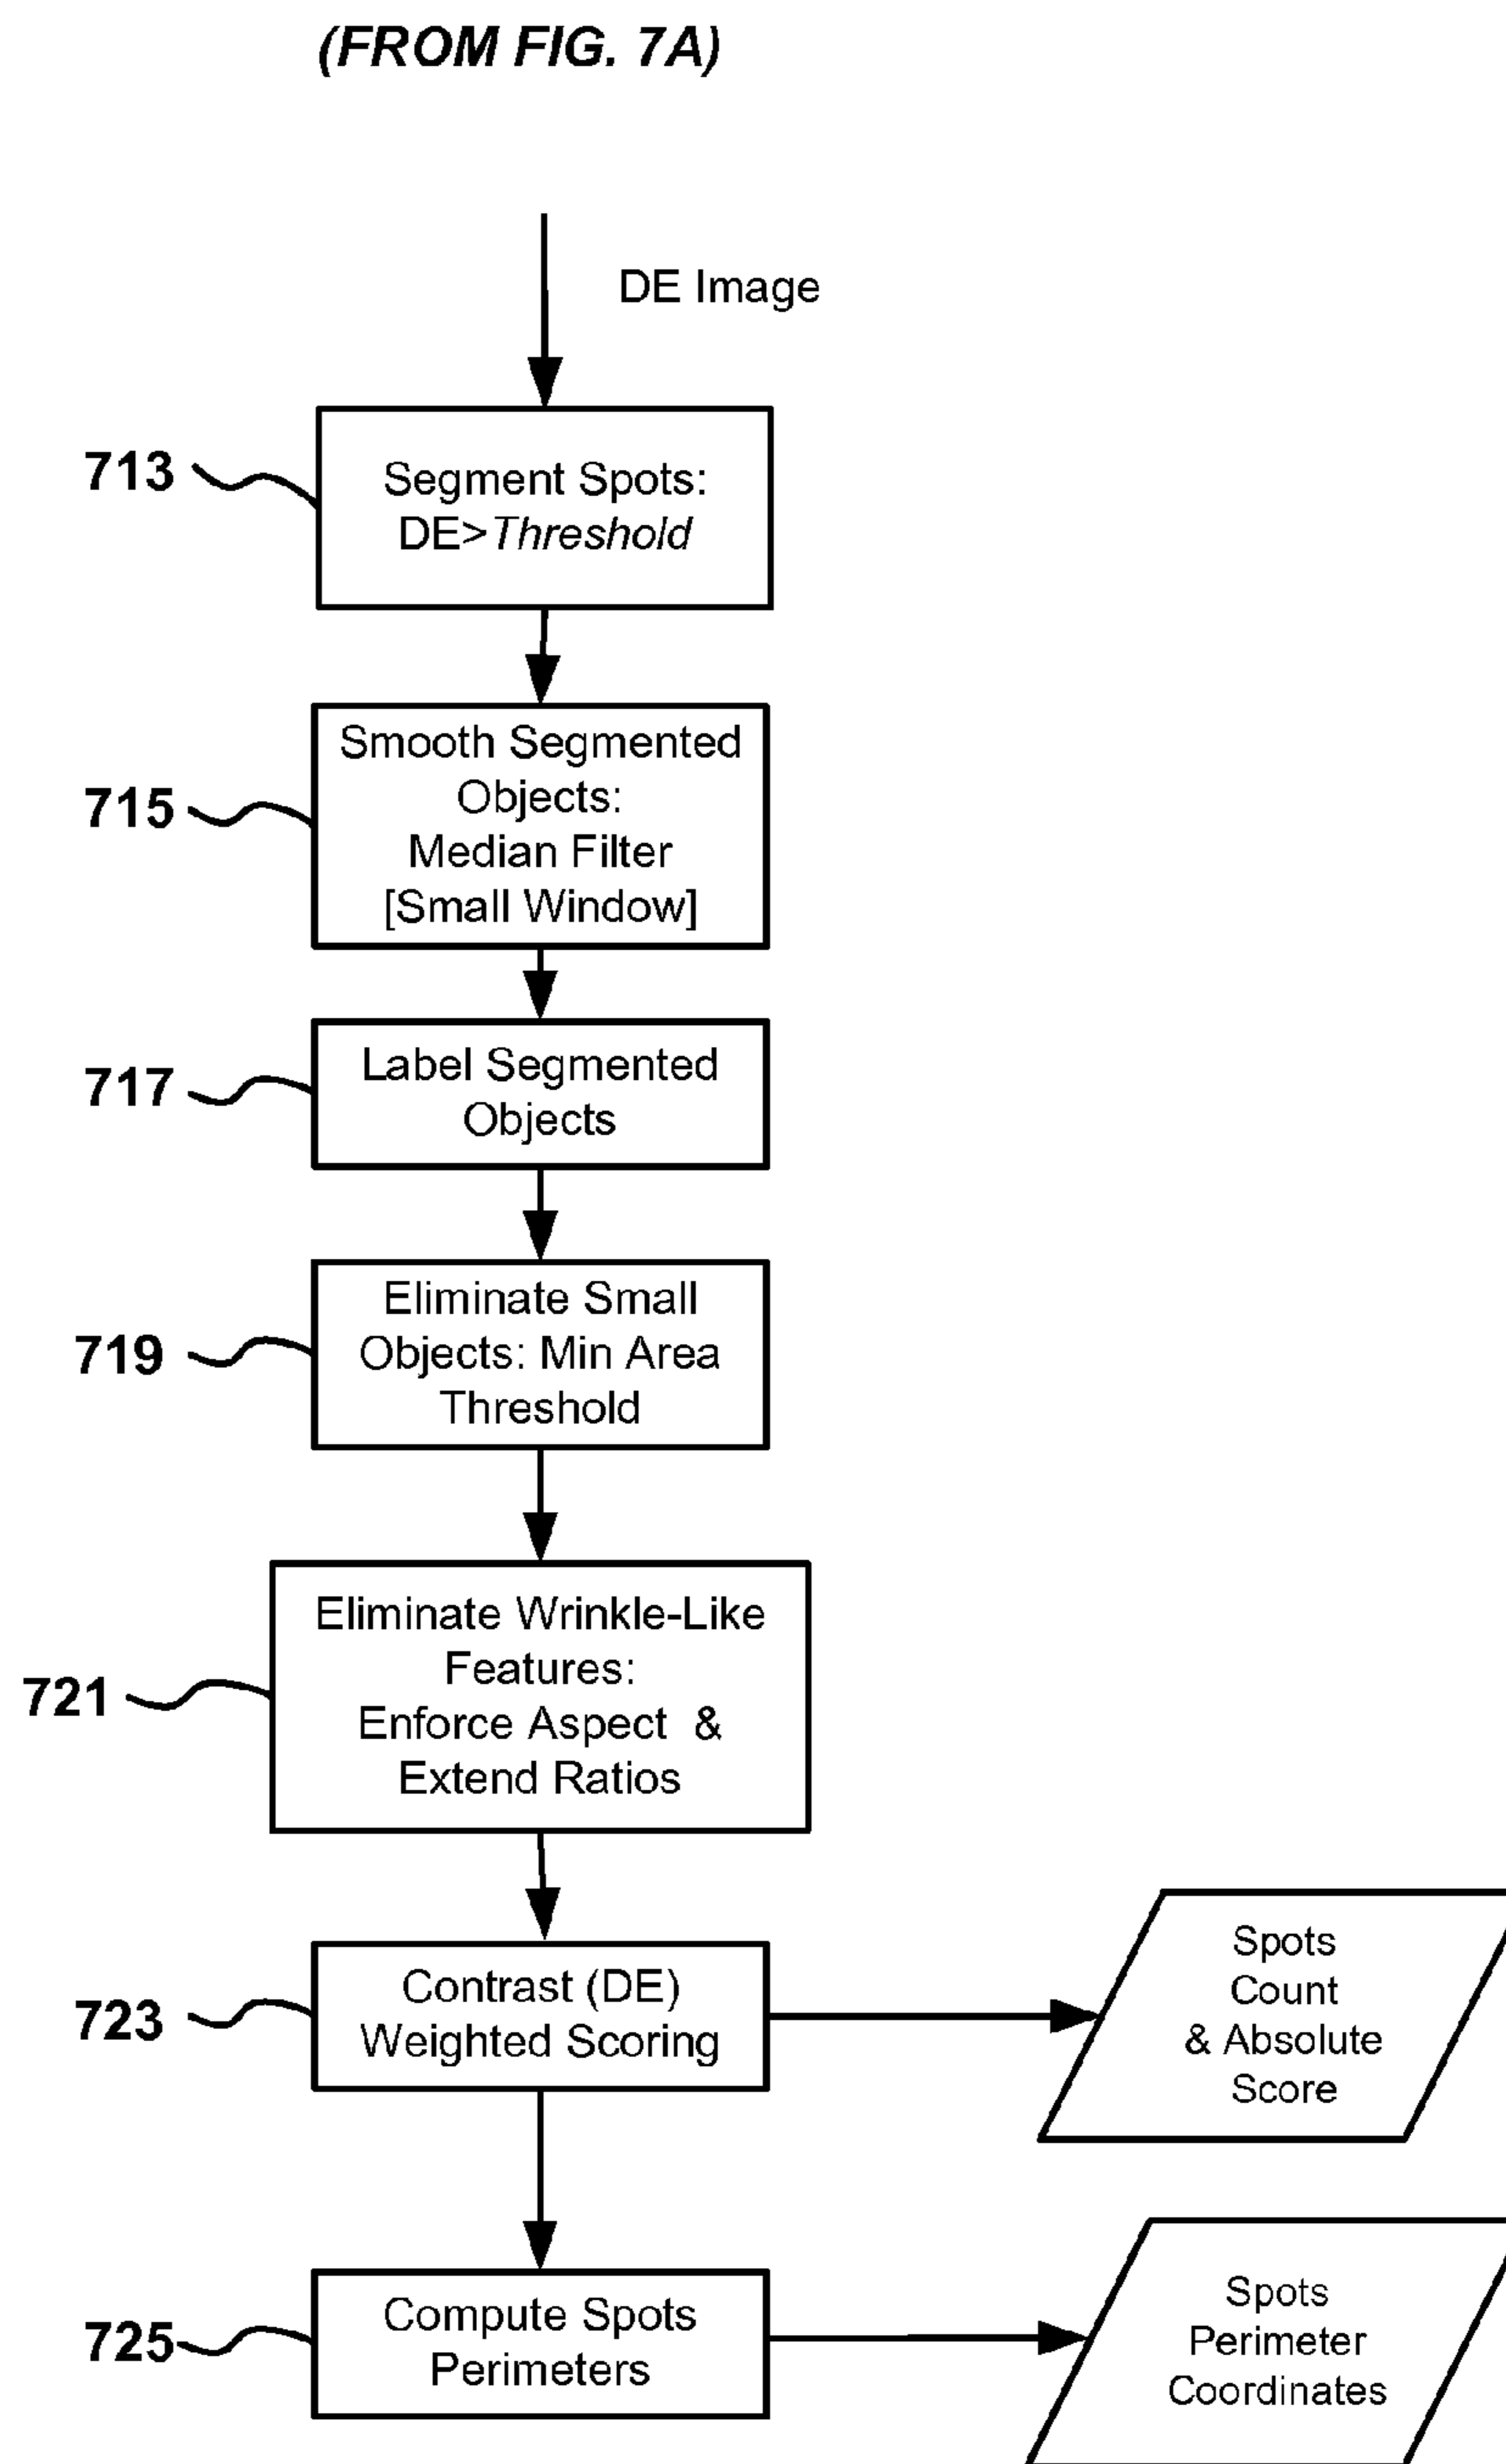 (FROM FIG. 7A)
DE Image
713
Segment Spots:
DE>Threshold
715
Smooth Segmented
Objects:
Median Filter
[Small Window]
717
Label Segmented
Objects
719
Eliminate Small
Objects: Min Area
Threshold
721
Eliminate Wrinkle-Like
Features:
Enforce Aspect &
Extend Ratios
723
Contrast (DE)
Weighted Scoring
Spots
Count
& Absolute
Score
725
Compute Spots
Perimeters
Spots
Perimeter
Coordinates